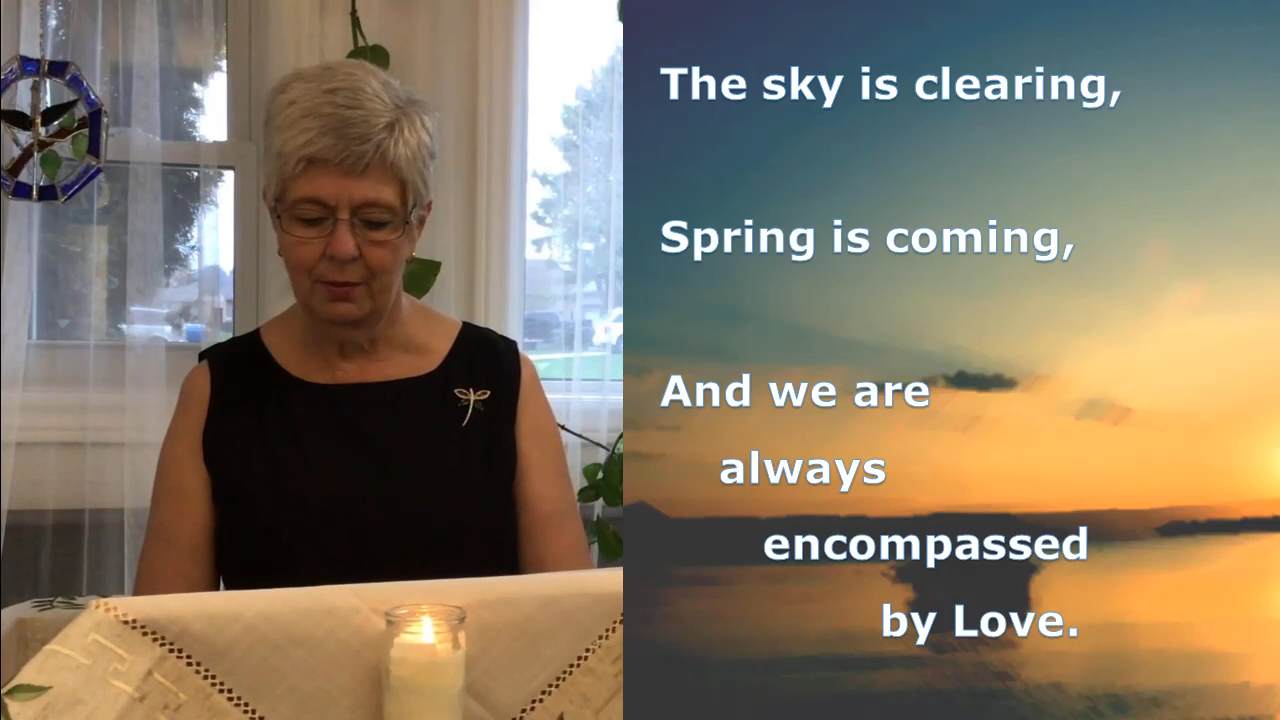 The sky is clearing,
Spring is coming,
And we are
always
encompassed
by Love.